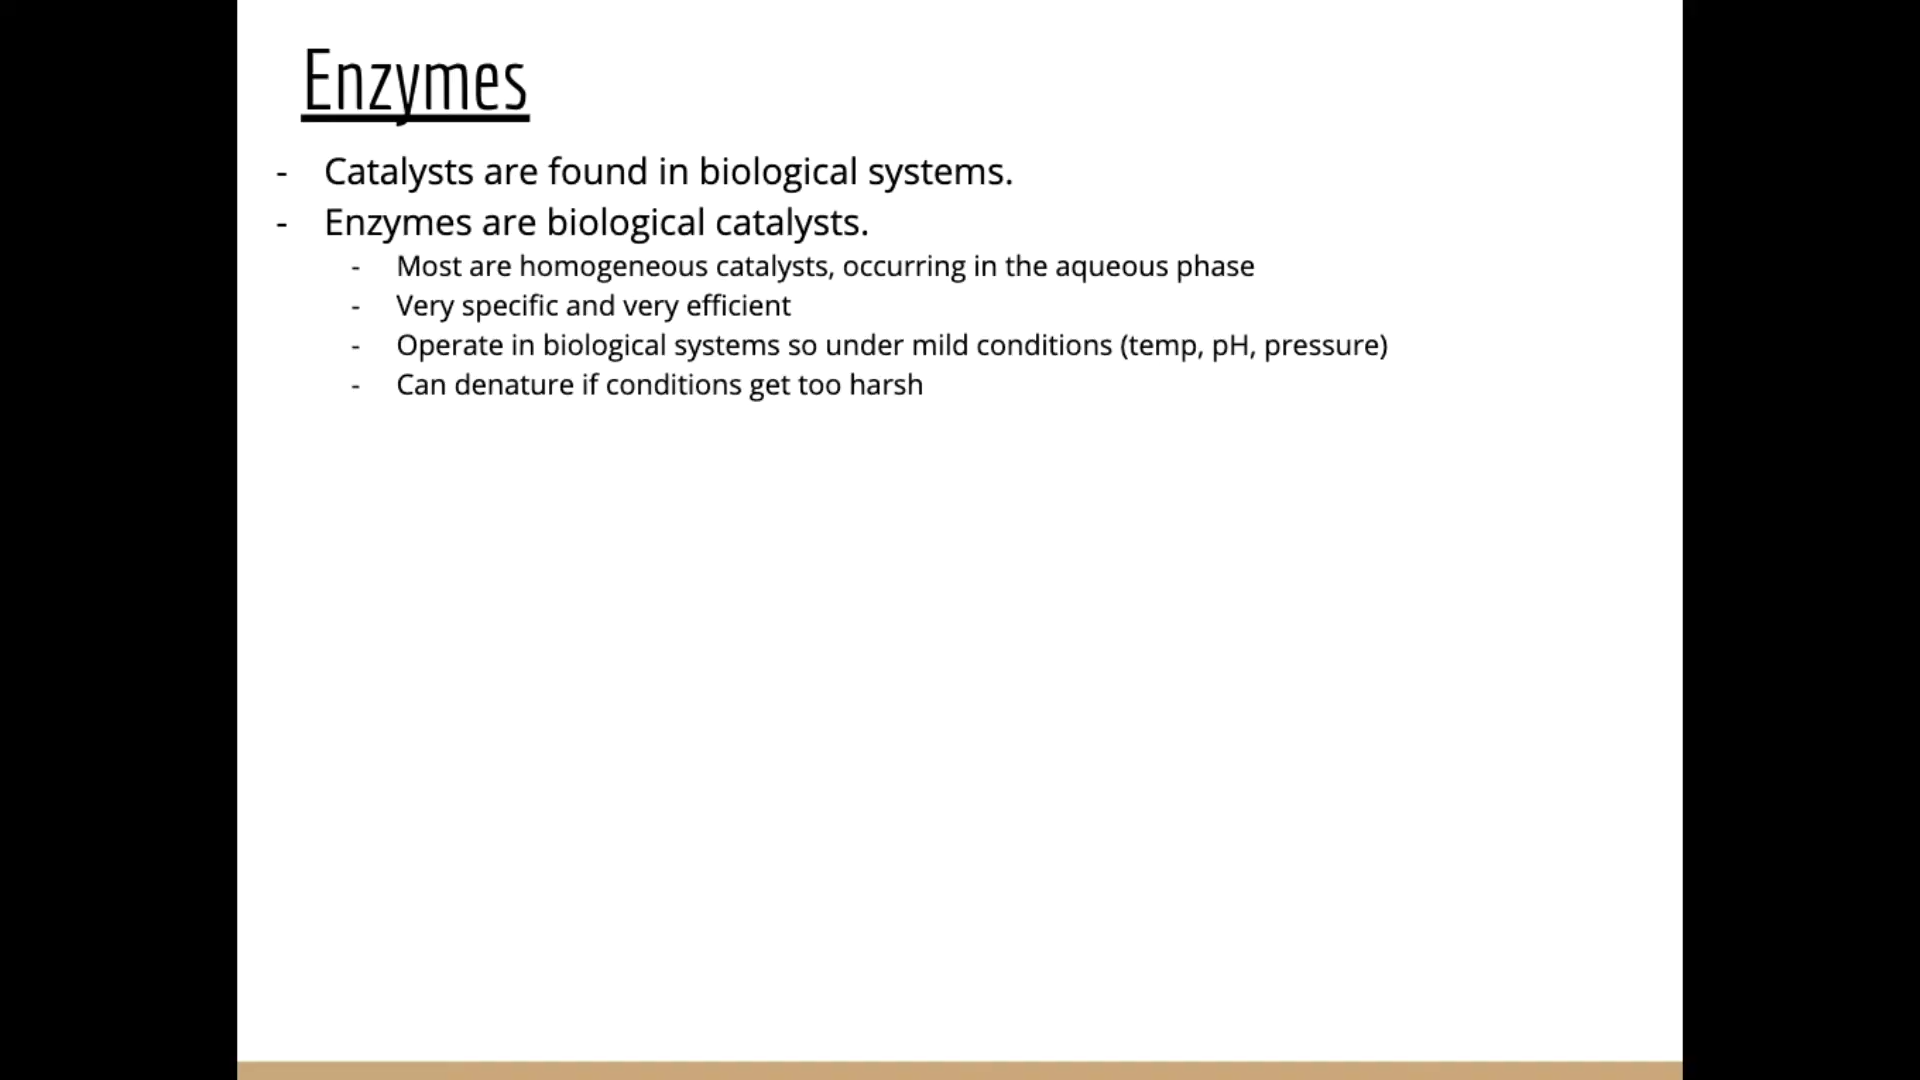 Enzymes
- Catalysts are found in biological systems.
- Enzymes are biological catalysts.
- Most are homogeneous catalysts, occurring in the aqueous phase
- Very specific and very efficient
- Operate in biological systems so under mild conditions (temp, pH, pressure)
- Can denature if conditions get too harsh